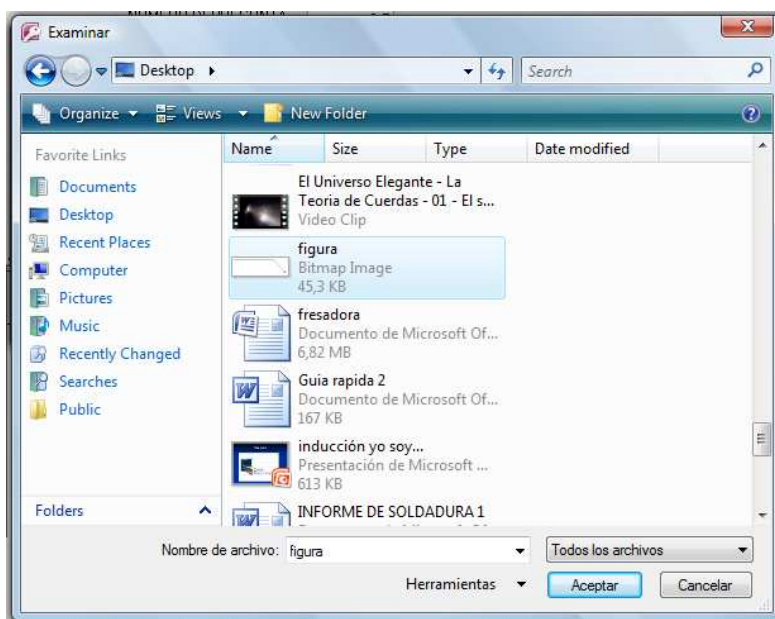 Examinar
Desktop
Search
Organize Views New Folder
Favorite Links
Documents
Desktop
Recent Places
Computer
Pictures
Music
Recently Changed
Searches
Public
Folders
Name Size Type Date modified
El Universo Elegante - La
Teoria de Cuerdas - 01 - El s...
Video Clip
figura
Bitmap Image
45,3 KB
fresadora
Documento de Microsoft Of...
6,82 MB
Guia rapida 2
Documento de Microsoft Of...
167 KB
inducción yo soy...
Presentación de Microsoft ...
613 KB
INFORME DE SOLDADURA 1
Nombre de archivo: figura Todos los archivos
Herramientas Aceptar Cancelar